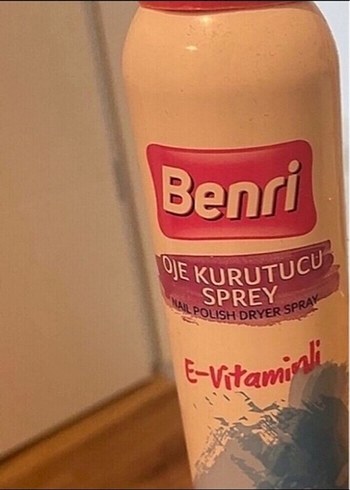 Benri
OJE KURUTUCU
SPREY
NAIL POLISH DRYER SPRAY
E-Vitaminli